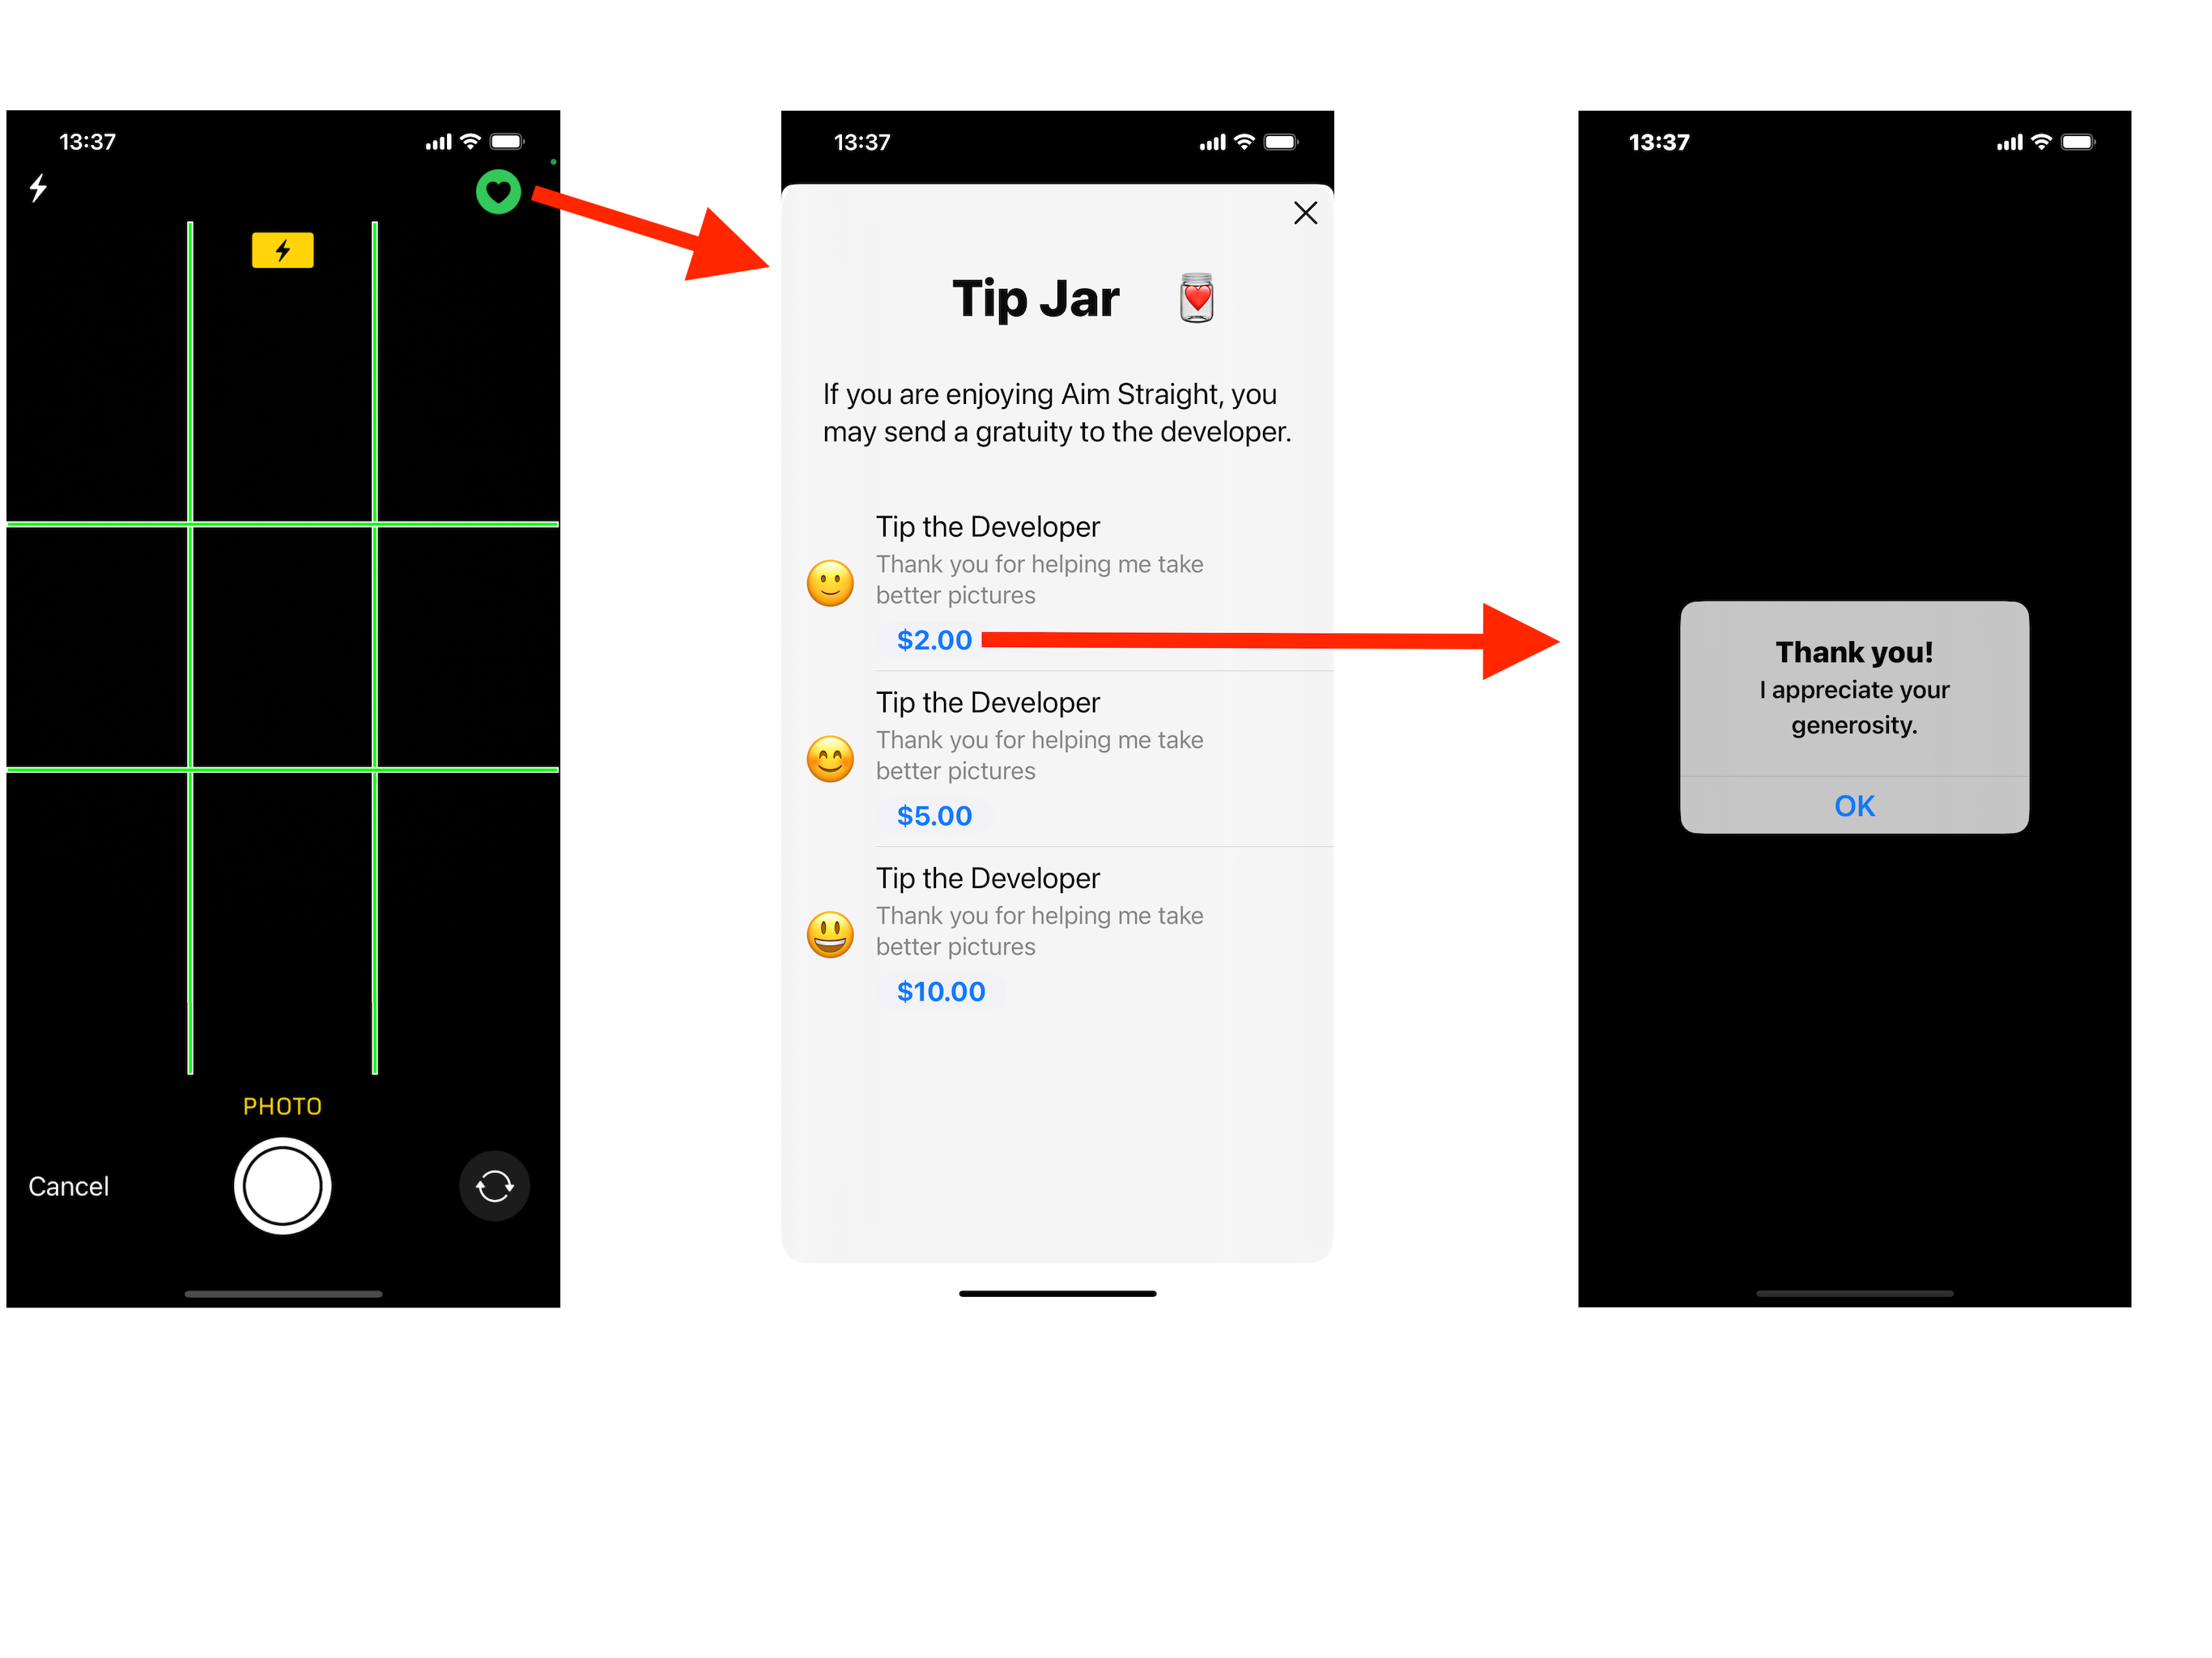 13:37
PHOTO
Cancel
13:37
Tip Jar
If you are enjoying Aim Straight, you
may send a gratuity to the developer.
Tip the Developer
Thank you for helping me take
better pictures
$2.00
Tip the Developer
Thank you for helping me take
better pictures
$5.00
Tip the Developer
Thank you for helping me take
better pictures
$10.00
13:37
Thank you!
I appreciate your
generosity.
OK